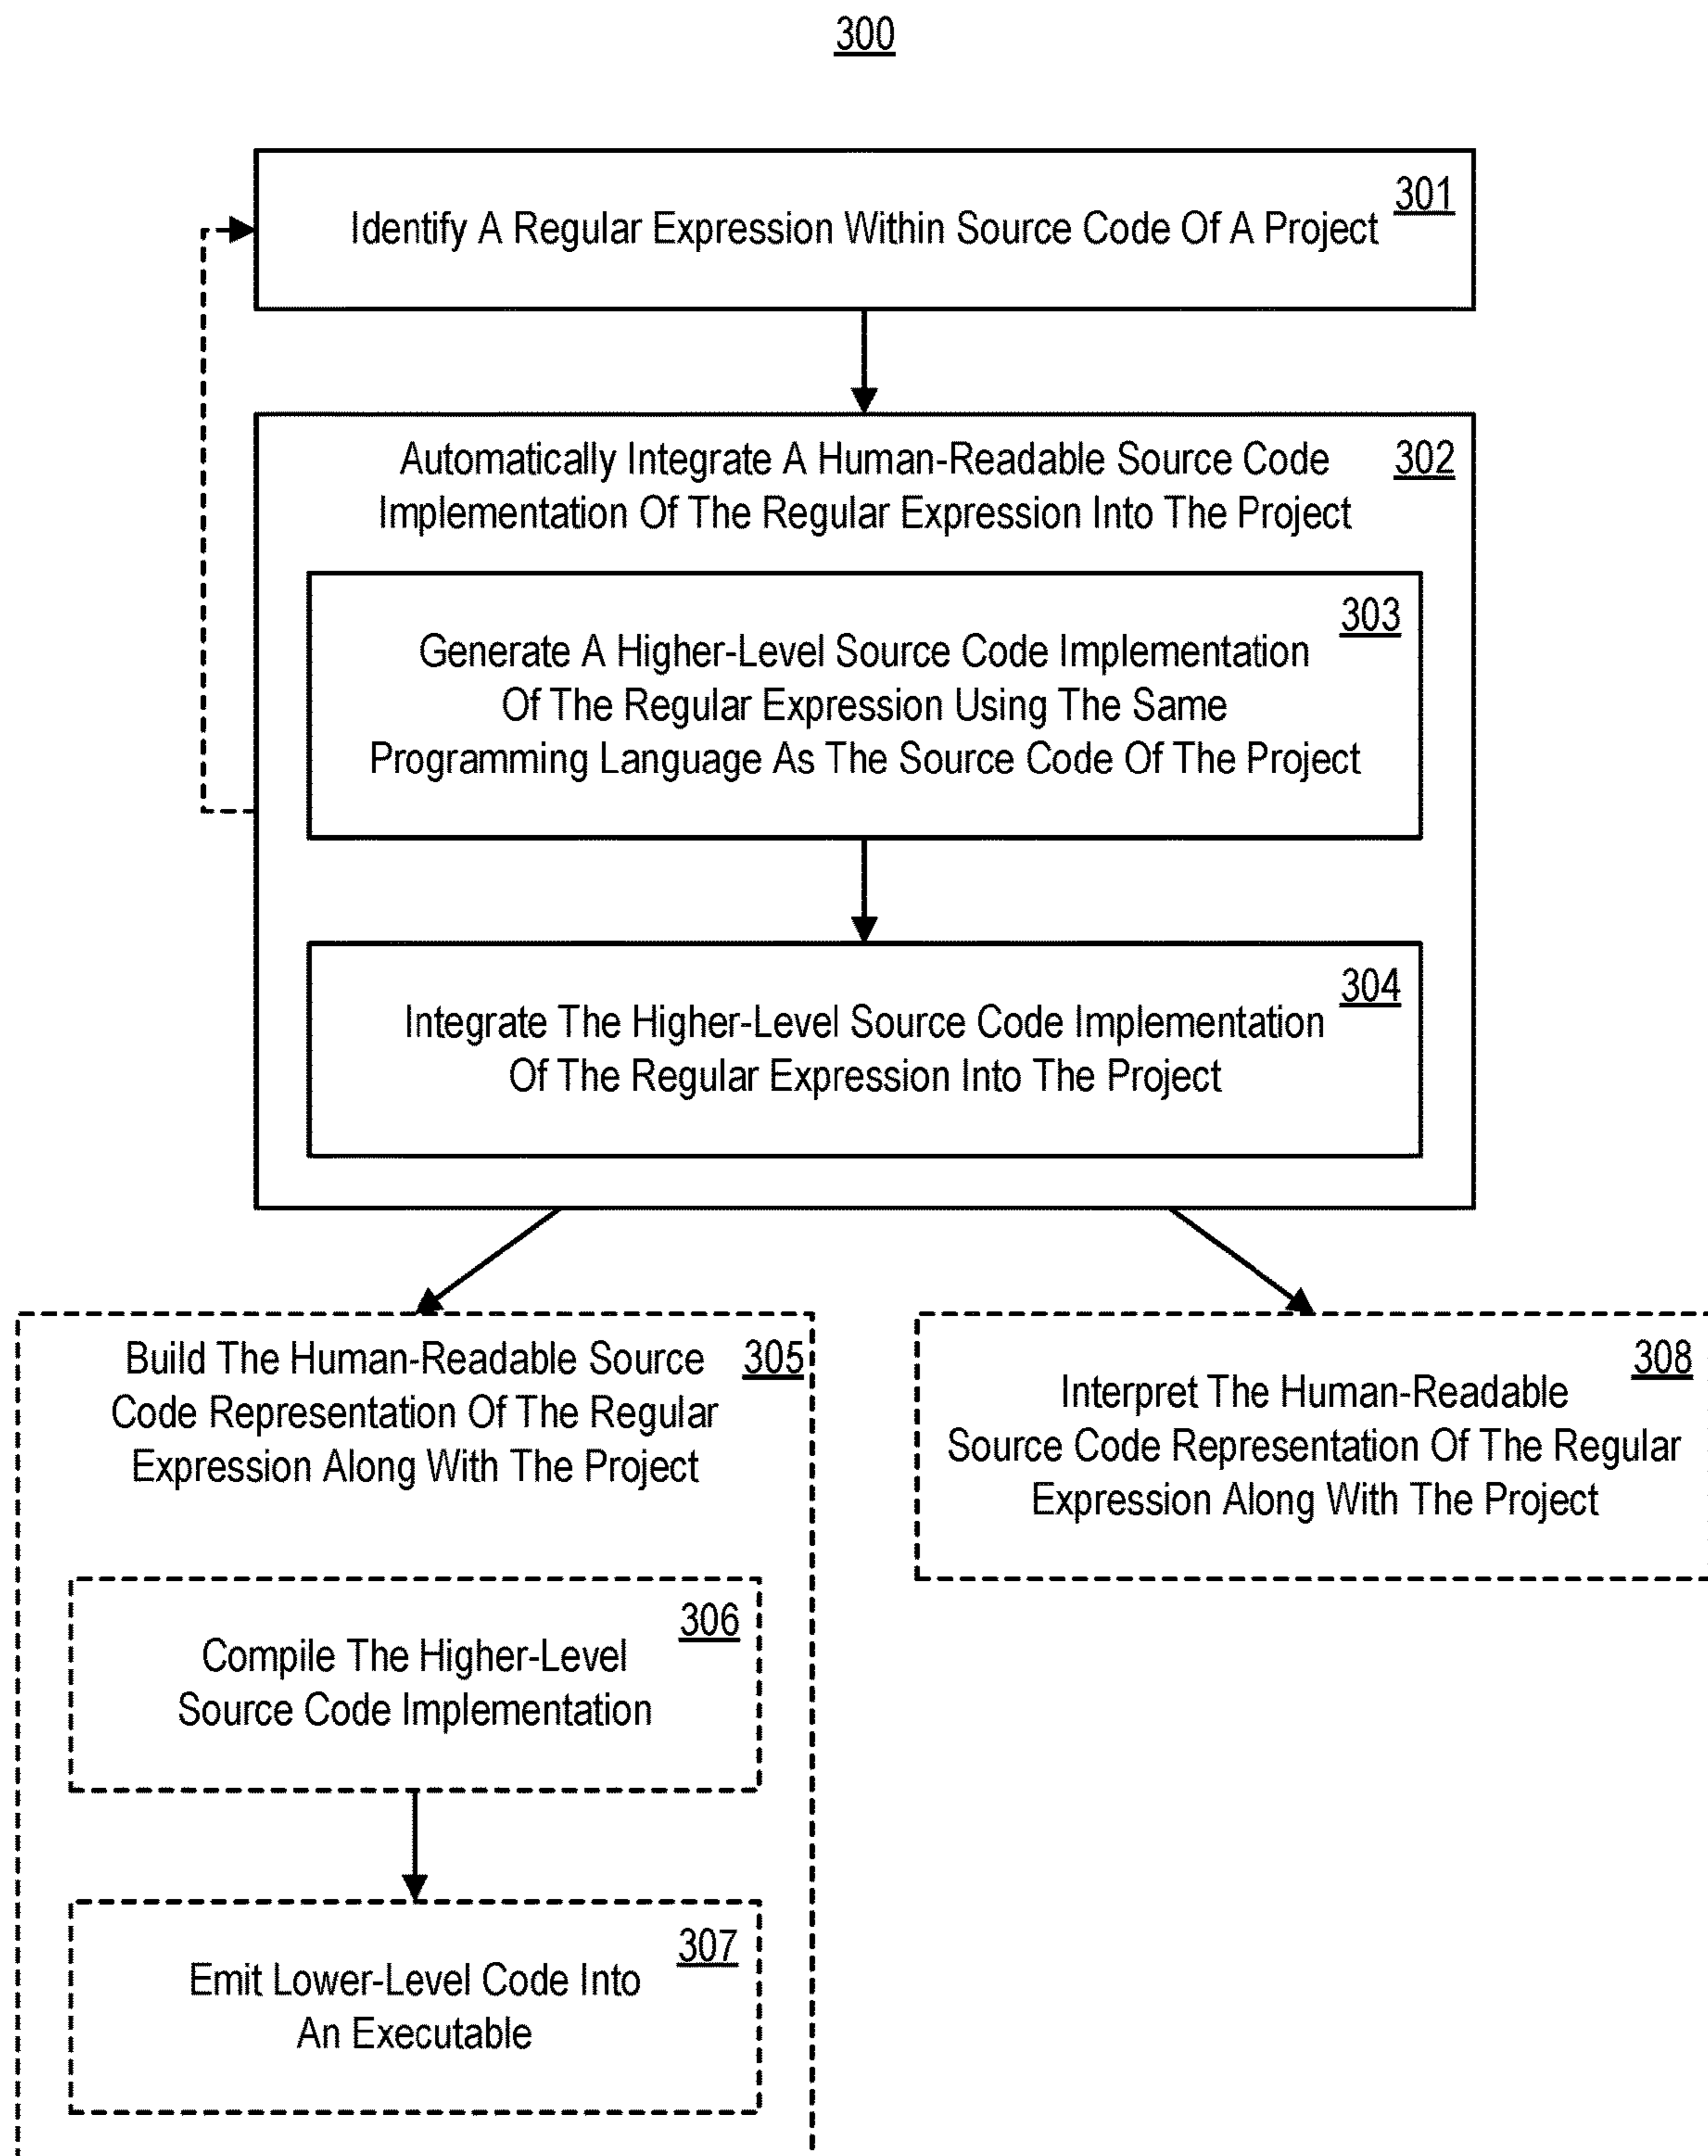 300
301
Identify A Regular Expression Within Source Code Of A Project
Automatically Integrate A Human-Readable Source Code
302
Implementation Of The Regular Expression Into The Project
303
Generate A Higher-Level Source Code Implementation
Of The Regular Expression Using The Same
Programming Language As The Source Code Of The Project
304
Integrate The Higher-Level Source Code Implementation
Of The Regular Expression Into The Project
Build The Human-Readable Source
305
Code Representation Of The Regular
Expression Along With The Project
306
Compile The Higher-Level
Source Code Implementation
307
Emit Lower-Level Code Into
An Executable
308
Interpret The Human-Readable
Source Code Representation Of The Regular
Expression Along With The Project